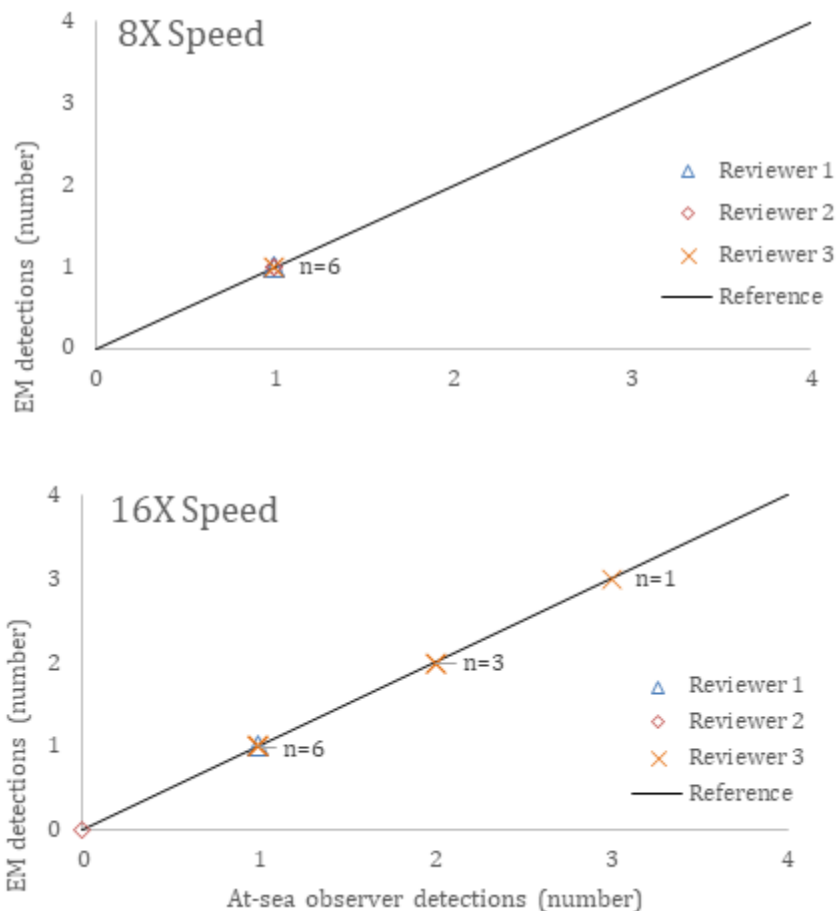 8X Speed
4
3
2
1
0
EM detections (number)
n=6
Reviewer 1
Reviewer 2
Reviewer 3
Reference
0 1 2 3 4
16X Speed
4
3
2
1
0
EM detections (number)
n=1
n=3
n=6
Reviewer 1
Reviewer 2
Reviewer 3
Reference
0 1 2 3 4
At-sea observer detections (number)